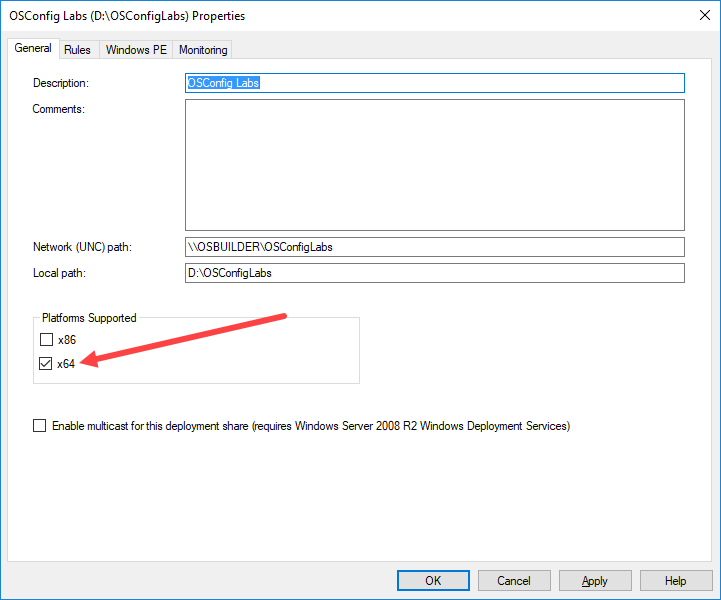 OSConfig Labs (D:\OSConfigLabs) Properties
General Rules Windows PE Monitoring
Description: OSConfig Labs
Comments:
Network (UNC) path: \\OSBUILDER\OSConfigLabs
Local path: D:\OSConfigLabs
Platforms Supported
x86
x64
Enable multicast for this deployment share (requires Windows Server 2008 R2 Windows Deployment Services)
OK Cancel Apply Help